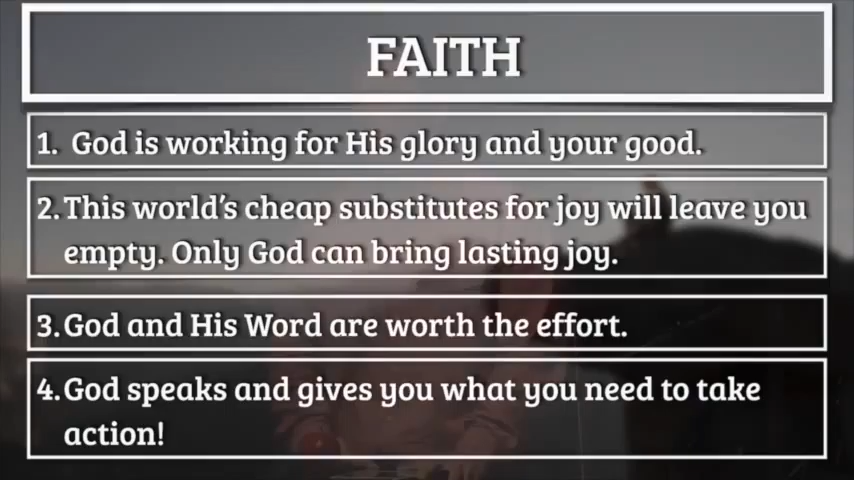 FAITH
1. God is working for His glory and your good.
2. This world's cheap substitutes for joy will leave you
empty. Only God can bring lasting joy.
3. God and His Word are worth the effort.
4. God speaks and gives you what you need to take
action!